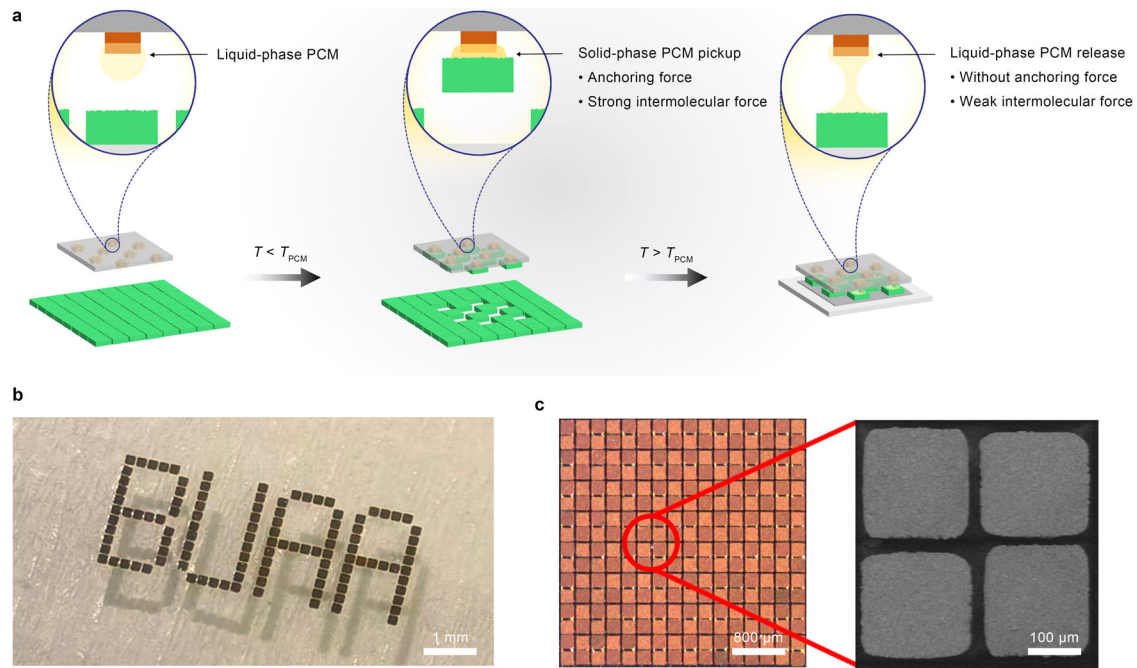 a
Liquid-phase PCM
Solid-phase PCM pickup
• Anchoring force
• Strong intermolecular force
Liquid-phase PCM release
• Without anchoring force
• Weak intermolecular force
T < TPCM
T > TPCM
b
BUAA
1 mm
c
800 µm
100 µm